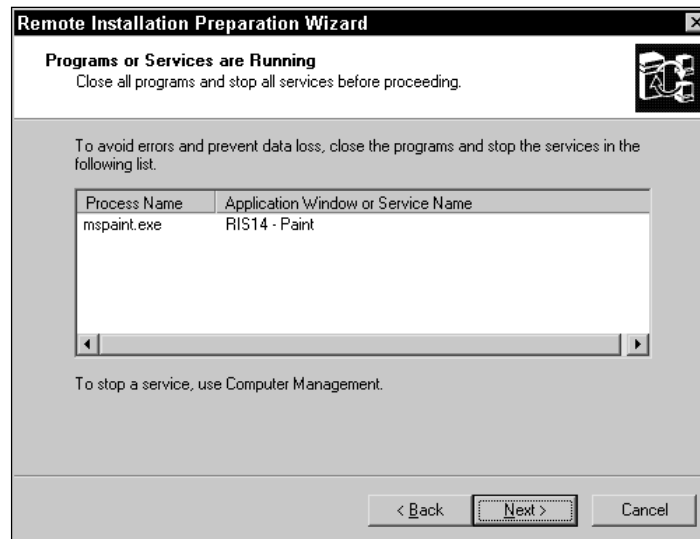 Remote Installation Preparation Wizard
Programs or Services are Running
Close all programs and stop all services before proceeding.
To avoid errors and prevent data loss, close the programs and stop the services in the
following list.
Process Name Application Window or Service Name
mspaint.exe RIS14 - Paint
To stop a service, use Computer Management.
< Back Next > Cancel